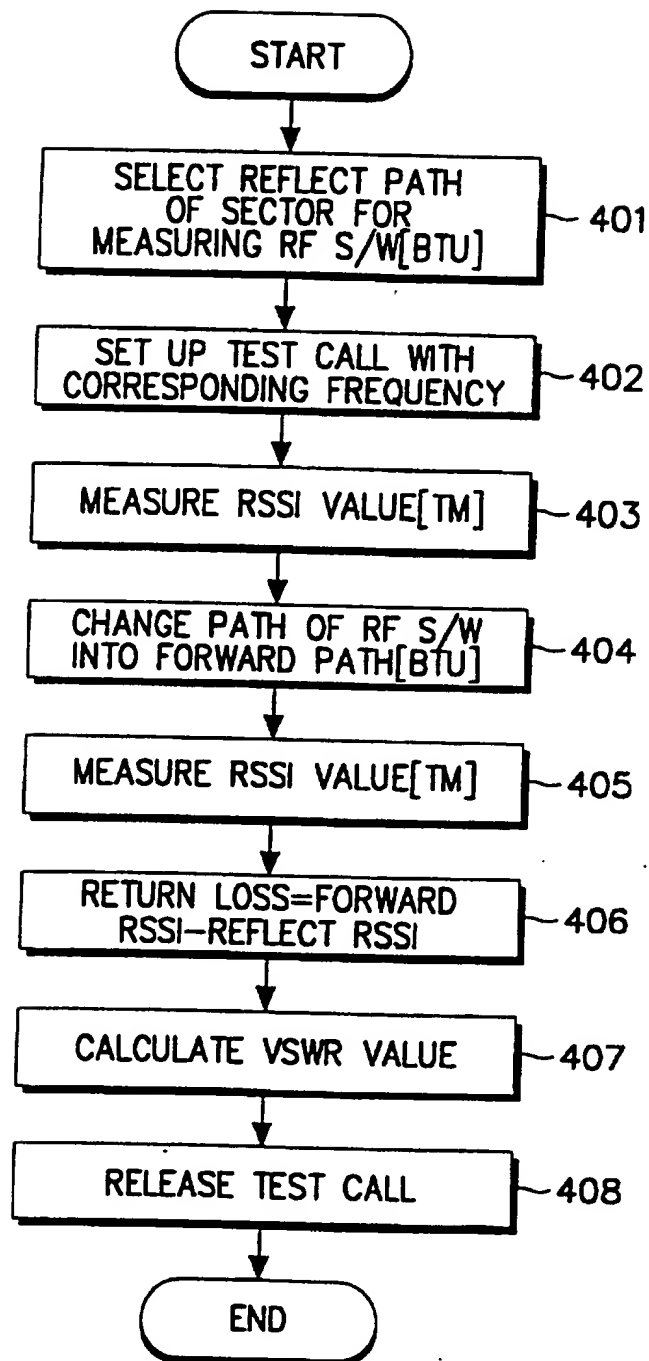 START
SELECT REFLECT PATH
OF SECTOR FOR
MEASURING RF S/W[BTU]
401
SET UP TEST CALL WITH
CORRESPONDING FREQUENCY
402
MEASURE RSSI VALUE[TM]
403
CHANGE PATH OF RF S/W
INTO FORWARD PATH[BTU]
404
MEASURE RSSI VALUE[TM]
405
RETURN LOSS=FORWARD
RSSI-REFLECT RSSI
406
CALCULATE VSWR VALUE
407
RELEASE TEST CALL
408
END